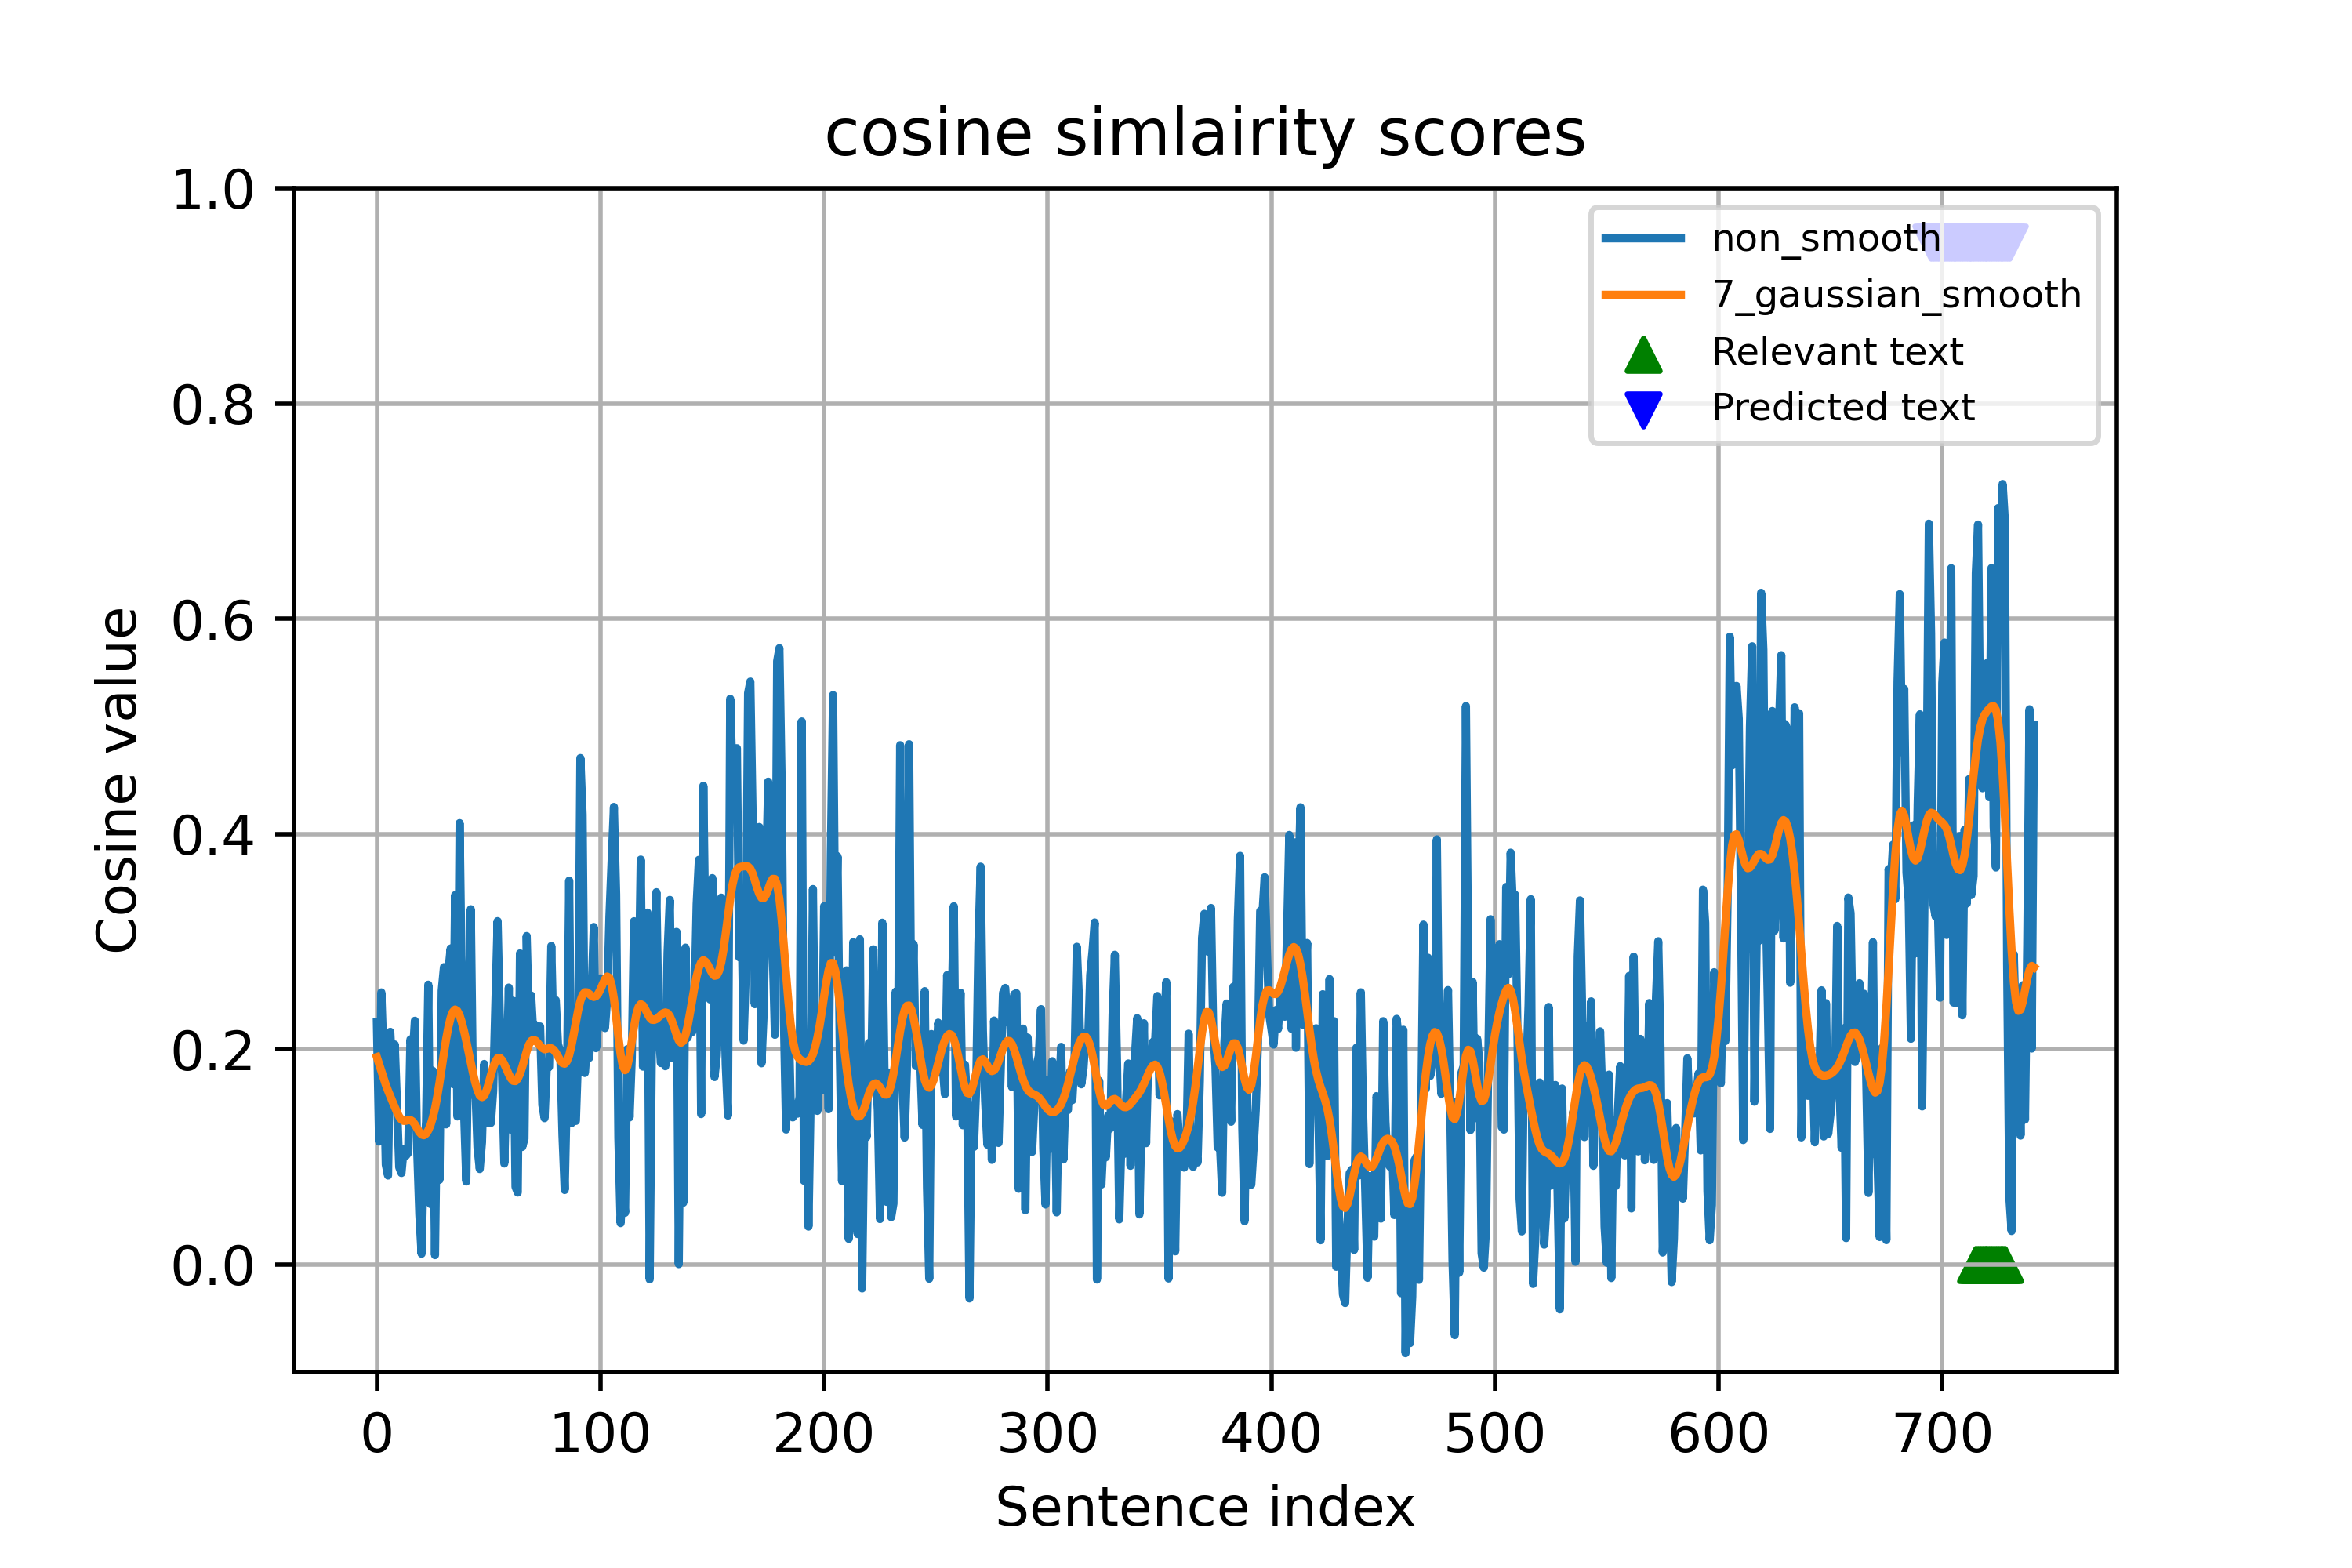 cosine simlairity scores
1.0
0.8
0.6
0.4
0.2
0.0
Cosine value
non_smooth
7_gaussian_smooth
Relevant text
Predicted text
0 100 200 300 400 500 600 700
Sentence index